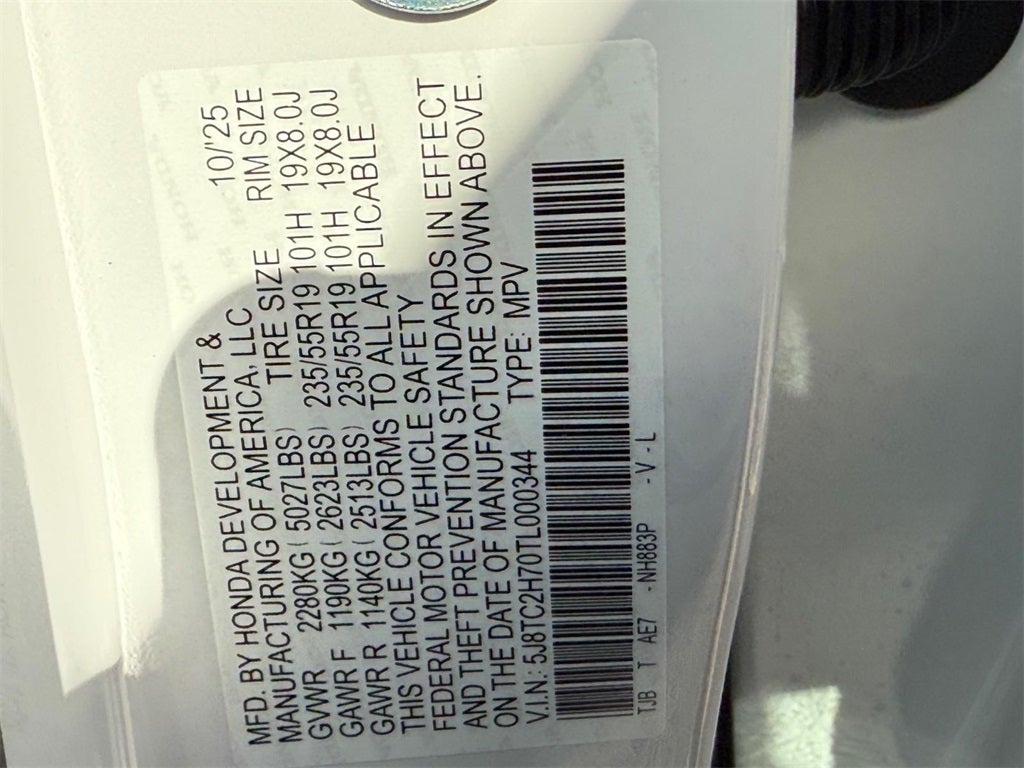 MFD. BY HONDA DEVELOPMENT &
MANUFACTURING OF AMERICA, LLC 10/'25
TIRE SIZE RIM SIZE
GVWR 2280KG ( 5027LBS)
GAWR F 1190KG ( 2623LBS) 235/55R19 101H 19X8.0J
GAWR R 1140KG ( 2513LBS) 235/55R19 101H 19X8.0J
THIS VEHICLE CONFORMS TO ALL APPLICABLE
FEDERAL MOTOR VEHICLE SAFETY
AND THEFT PREVENTION STANDARDS IN EFFECT
ON THE DATE OF MANUFACTURE SHOWN ABOVE.
V.I.N.: 5J8TC2H70TL000344 TYPE: MPV
TJB T AE7 -NH883P - V - L